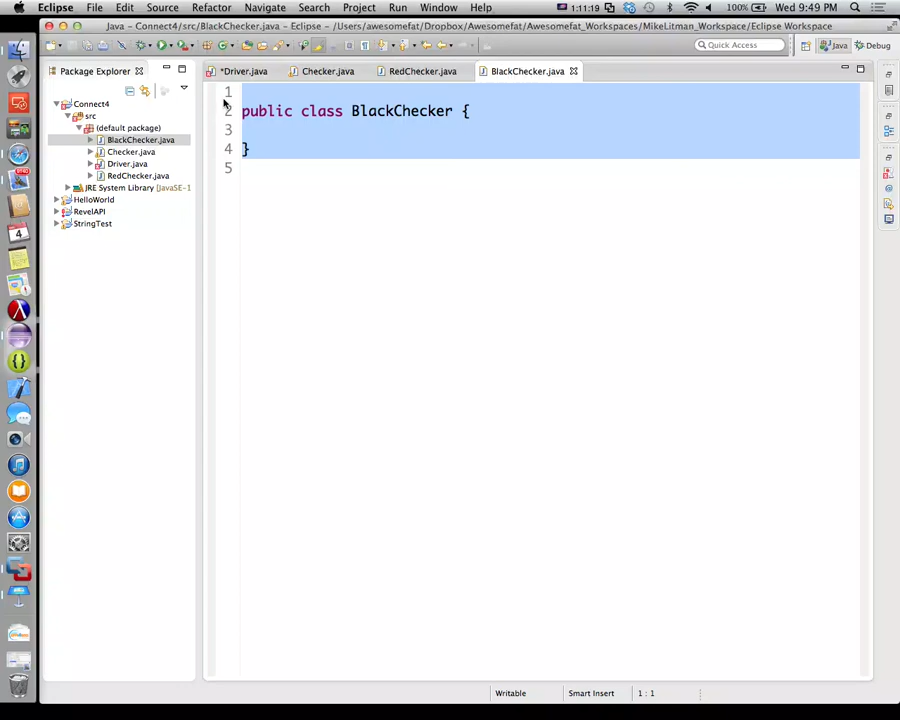 Eclipse File Edit Source Refactor Navigate Search Project Run Window Help 1:11:19 100% Wed 9:49 PM
Java – Connect4/src/BlackChecker.java – Eclipse – /Users/awesomefat/Dropbox/Awesomefat/Awesomefat_Workspaces/MikeLitman_Workspace/Eclipse Workspace
Quick Access Java Debug
Package Explorer *Driver.java Checker.java RedChecker.java BlackChecker.java
Connect4
src
(default package)
BlackChecker.java
Checker.java
Driver.java
RedChecker.java
JRE System Library [JavaSE-1
HelloWorld
RevelAPI
StringTest
1
2 public class BlackChecker {
3
4 }
5
Writable Smart Insert 1 : 1